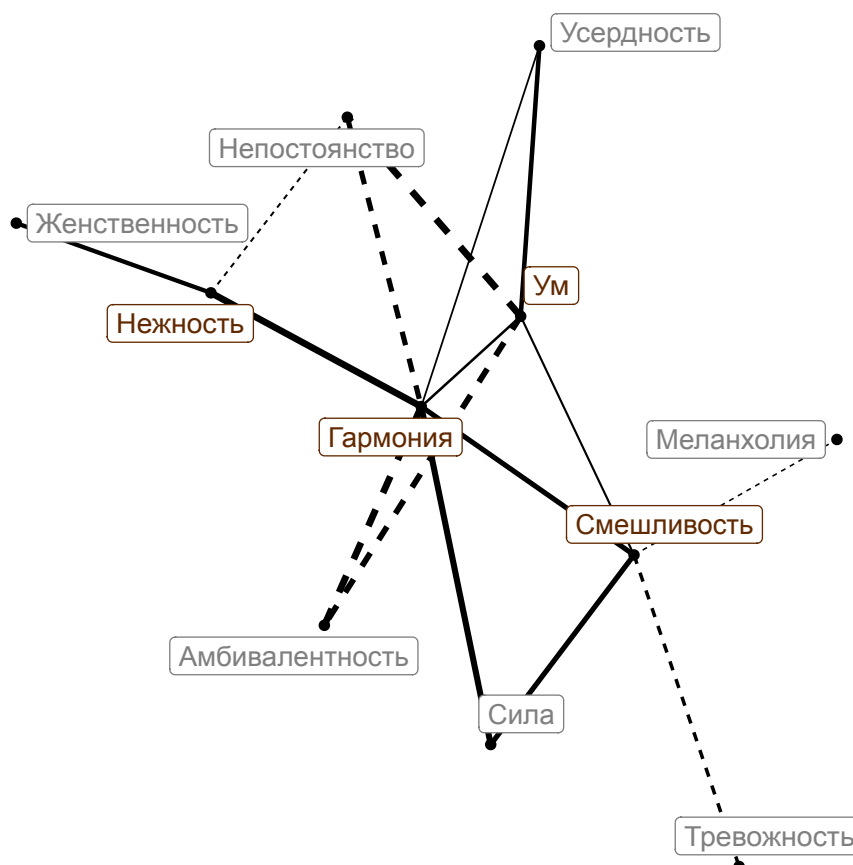 Усердность
Непостоянство
Женственность
Ум
Нежность
Гармония
Меланхолия
Смешливость
Амбивалентность
Сила
Тревожность